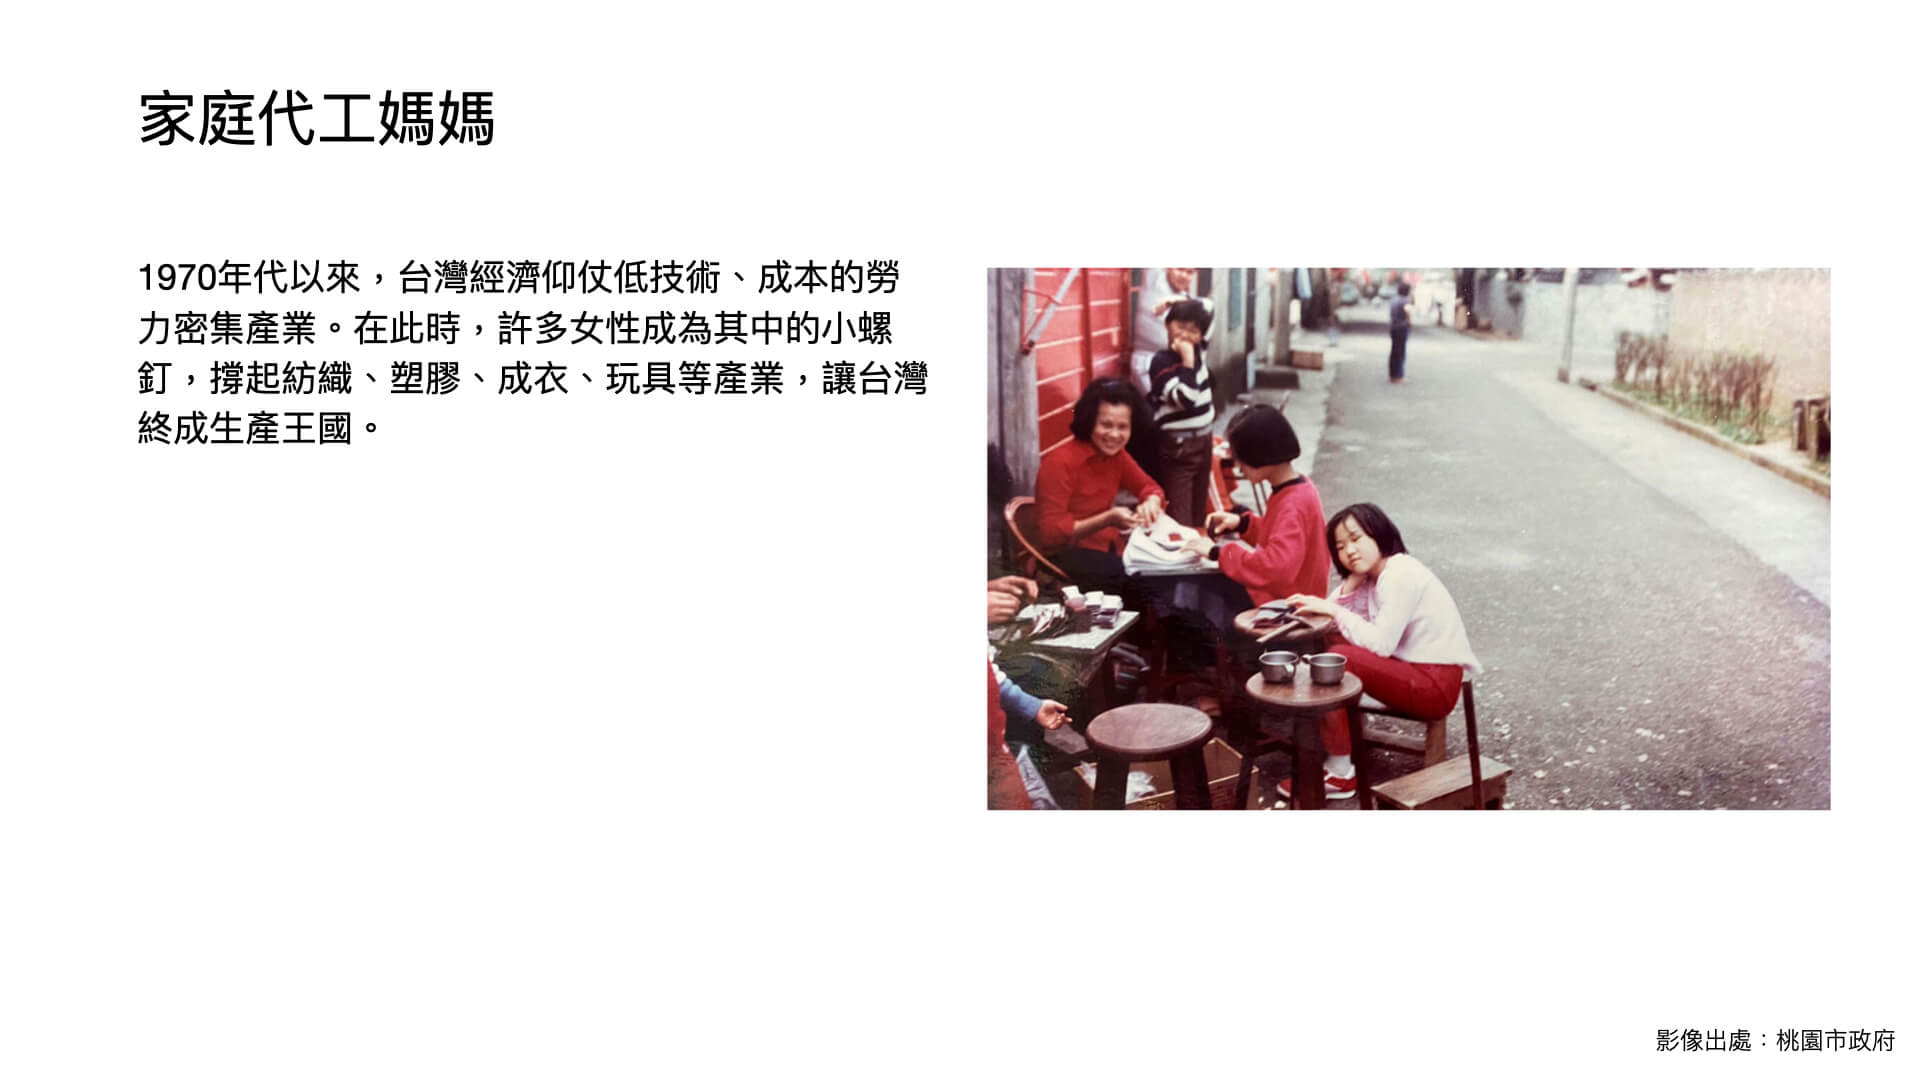 家庭代工媽媽
1970年代以來，台灣經濟仰仗低技術、成本的勞
力密集產業。在此時，許多女性成為其中的小螺
釘，撐起紡織、塑膠、成衣、玩具等產業，讓台灣
終成生產王國。
影像出處：桃園市政府